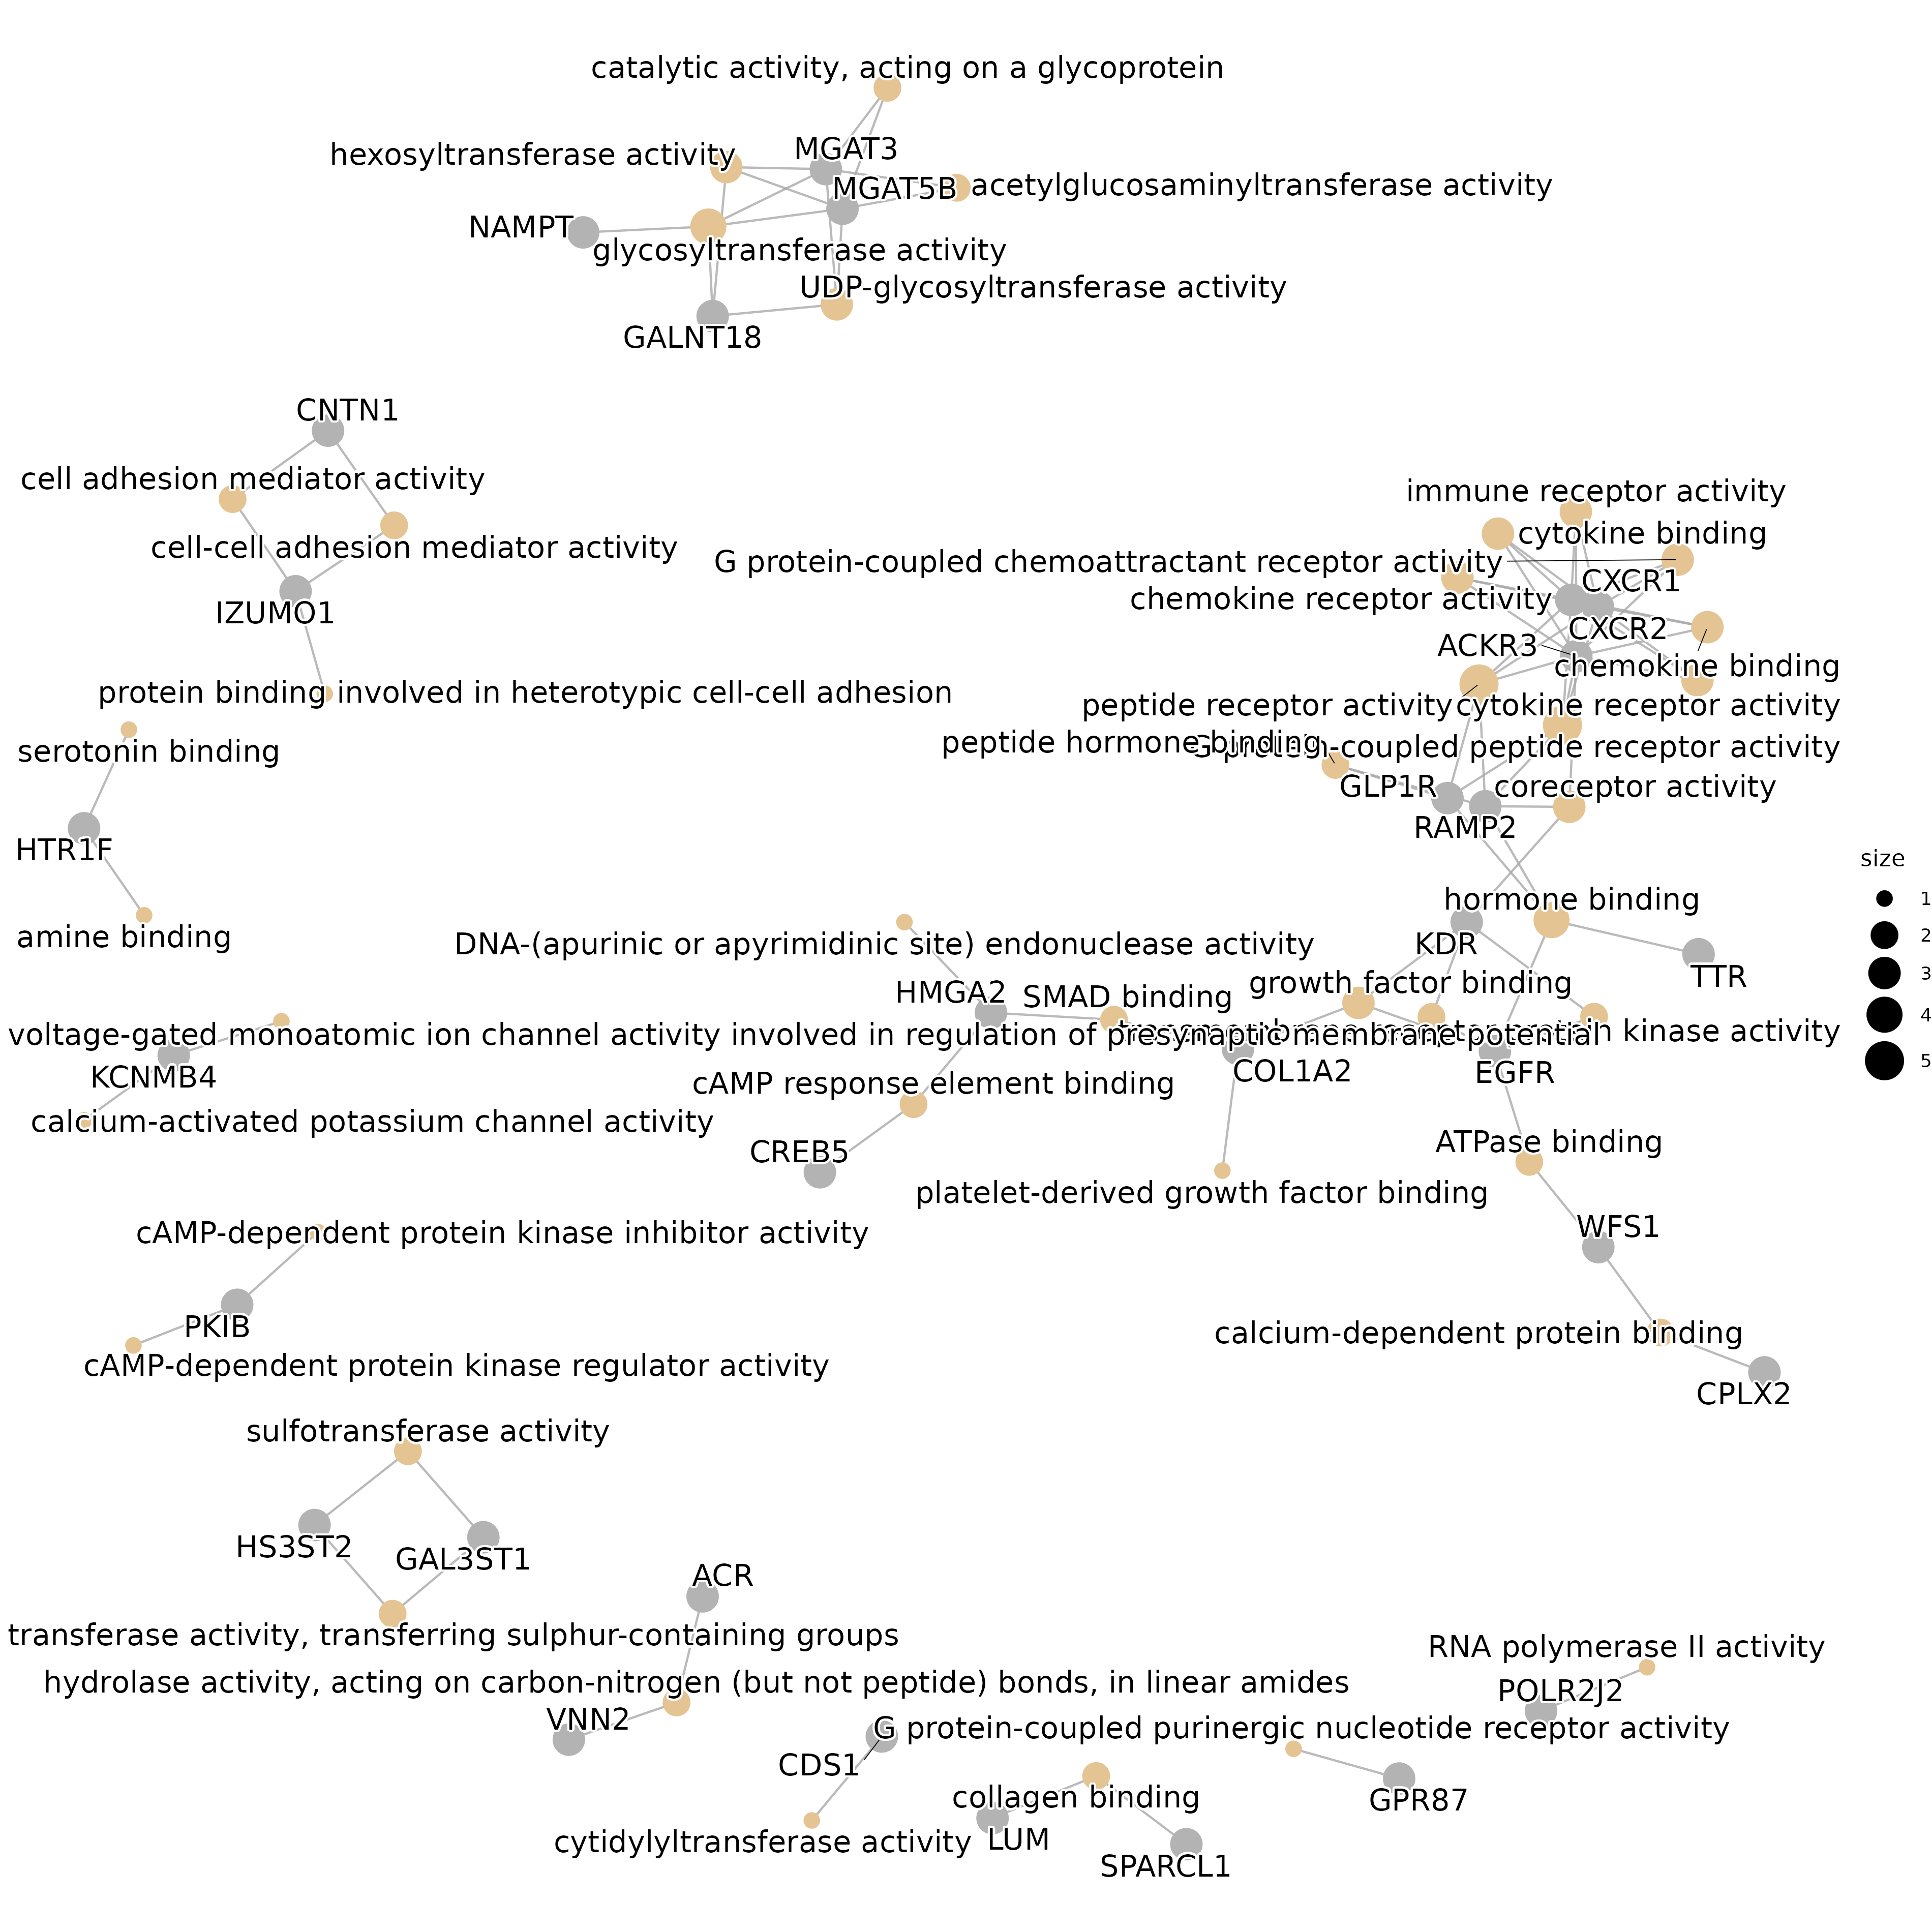 catalytic activity, acting on a glycoprotein
MGAT3
hexosyltransferase activity
MGAT5B
acetylglucosaminyltransferase activity
NAMPT
glycosyltransferase activity
UDP-glycosyltransferase activity
GALNT18
CNTN1
cell adhesion mediator activity
immune receptor activity
cytokine binding
cell-cell adhesion mediator activity
G protein-coupled chemoattractant receptor activity
CXCR1
chemokine receptor activity
IZUMO1
CXCR2
ACKR3
chemokine binding
protein binding involved in heterotypic cell-cell adhesion
peptide receptor activity
cytokine receptor activity
serotonin binding
peptide hormone binding
G protein-coupled peptide receptor activity
GLP1R
coreceptor activity
RAMP2
HTR1F
size
1
2
3
4
5
hormone binding
amine binding
DNA-(apurinic or apyrimidinic site) endonuclease activity
KDR
TTR
growth factor binding
HMGA2
SMAD binding
voltage-gated monoatomic ion channel activity involved in regulation of presynaptic membrane potential
kinase activity
KCNMB4
COL1A2
EGFR
cAMP response element binding
calcium-activated potassium channel activity
CREB5
ATPase binding
platelet-derived growth factor binding
WFS1
cAMP-dependent protein kinase inhibitor activity
PKIB
calcium-dependent protein binding
cAMP-dependent protein kinase regulator activity
CPLX2
sulfotransferase activity
HS3ST2
GAL3ST1
ACR
transferase activity, transferring sulphur-containing groups
RNA polymerase II activity
hydrolase activity, acting on carbon-nitrogen (but not peptide) bonds, in linear amides
POLR2J2
VNN2
G protein-coupled purinergic nucleotide receptor activity
CDS1
collagen binding
GPR87
cytidylyltransferase activity
LUM
SPARCL1